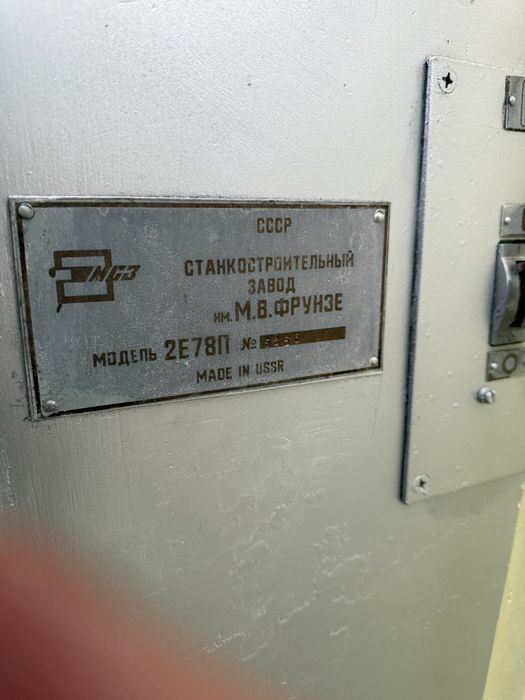 СССР
МСЗ
СТАНКОСТРОИТЕЛЬНЫЙ
ЗАВОД
ИМ. М.В.ФРУНЗЕ
МОДЕЛЬ 2Е78П №
MADE IN USSR